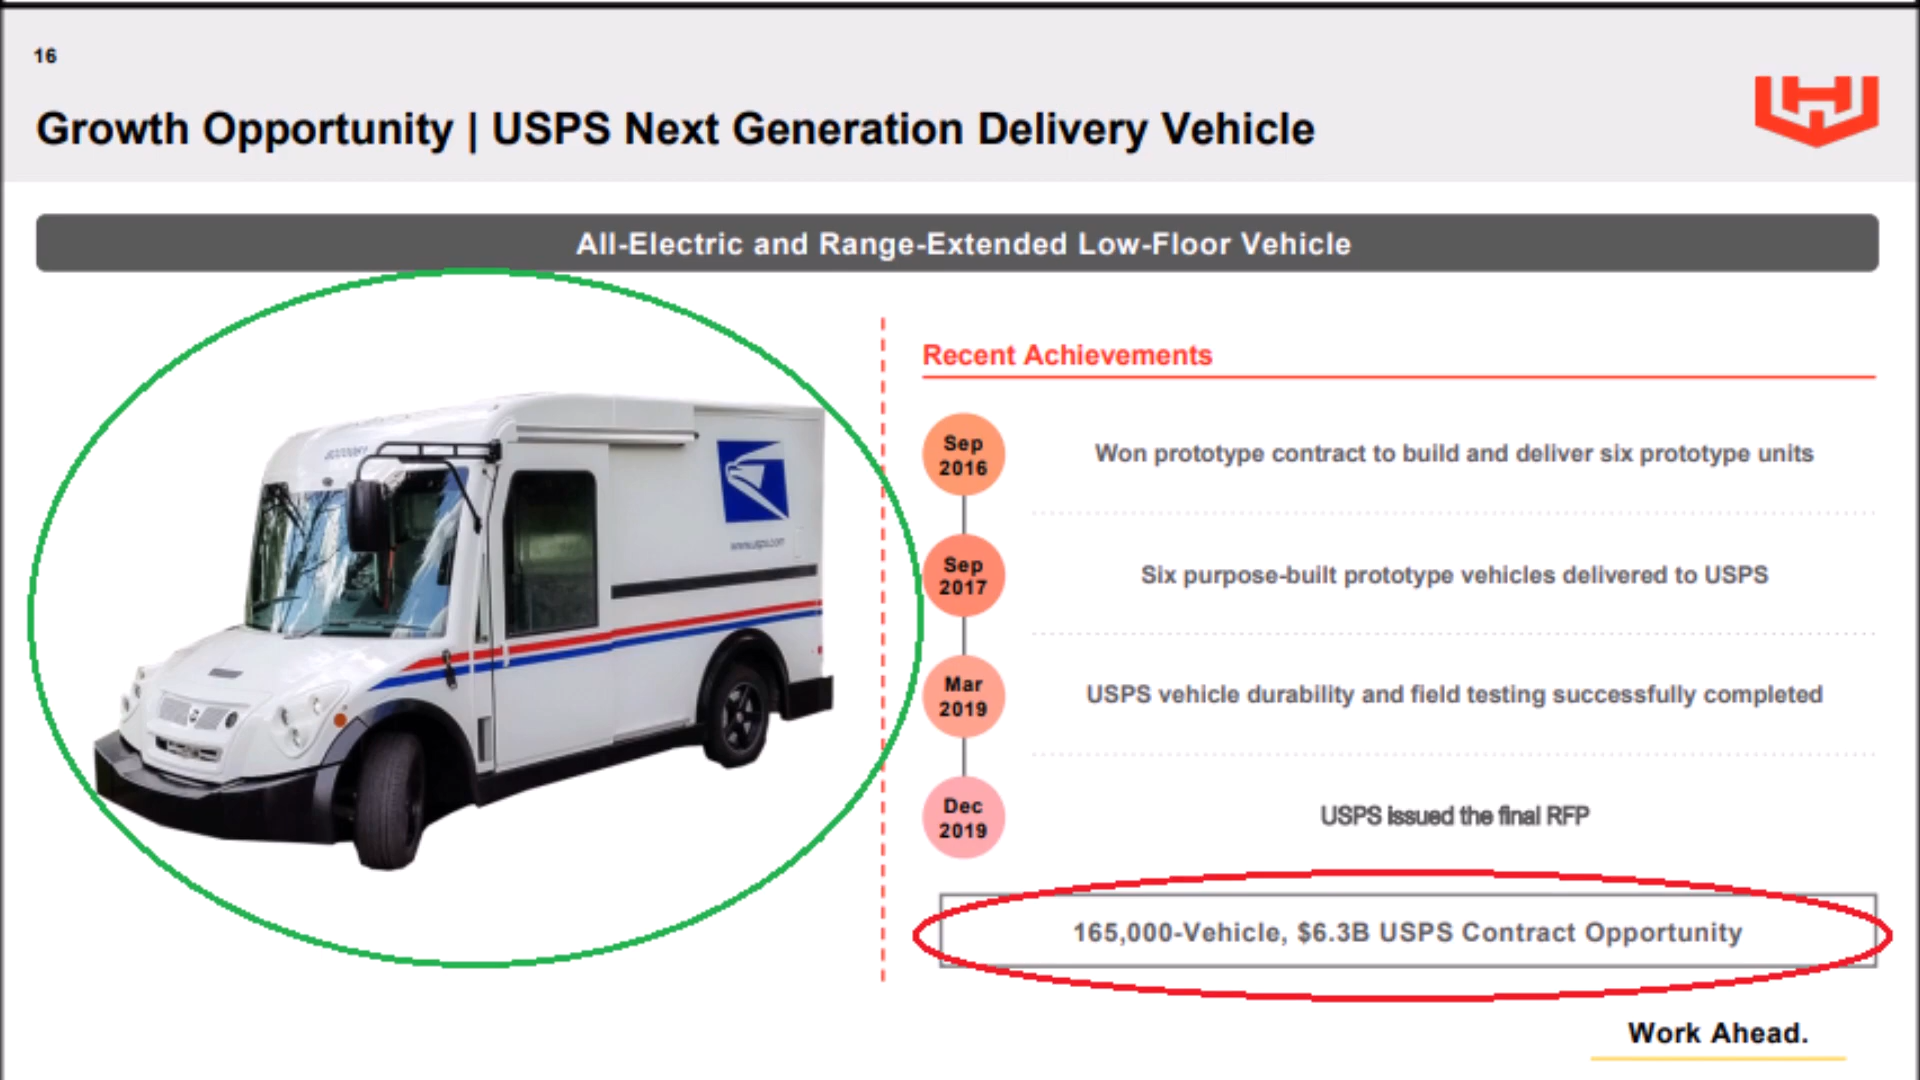 16
Growth Opportunity | USPS Next Generation Delivery Vehicle
All-Electric and Range-Extended Low-Floor Vehicle
www.usps.com
Recent Achievements
Sep
2016
Won prototype contract to build and deliver six prototype units
Sep
2017
Six purpose-built prototype vehicles delivered to USPS
Mar
2019
USPS vehicle durability and field testing successfully completed
Dec
2019
USPS issued the final RFP
165,000-Vehicle, $6.3B USPS Contract Opportunity
Work Ahead.